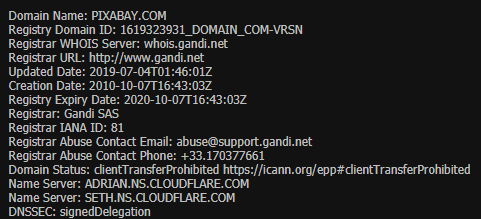 Domain Name: PIXABAY.COM
Registry Domain ID: 1619323931_DOMAIN_COM-VRSN
Registrar WHOIS Server: whois.gandi.net
Registrar URL: http://www.gandi.net
Updated Date: 2019-07-04T01:46:01Z
Creation Date: 2010-10-07T16:43:03Z
Registry Expiry Date: 2020-10-07T16:43:03Z
Registrar: Gandi SAS
Registrar IANA ID: 81
Registrar Abuse Contact Email: abuse@support.gandi.net
Registrar Abuse Contact Phone: +33.170377661
Domain Status: clientTransferProhibited https://icann.org/epp#clientTransferProhibited
Name Server: ADRIAN.NS.CLOUDFLARE.COM
Name Server: SETH.NS.CLOUDFLARE.COM
DNSSEC: signedDelegation